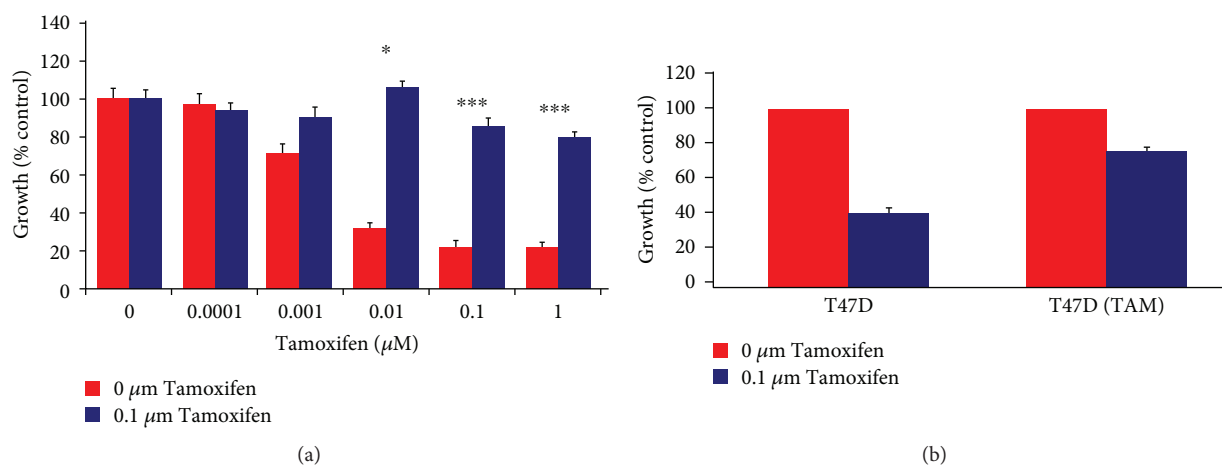 140
120
100
80
60
40
20
0
Growth (% control)
*
***
***
0 0.0001 0.001 0.01 0.1 1
Tamoxifen (μM)
0 μm Tamoxifen
0.1 μm Tamoxifen
(a)
120
100
80
60
40
20
0
Growth (% control)
T47D T47D (TAM)
0 μm Tamoxifen
0.1 μm Tamoxifen
(b)